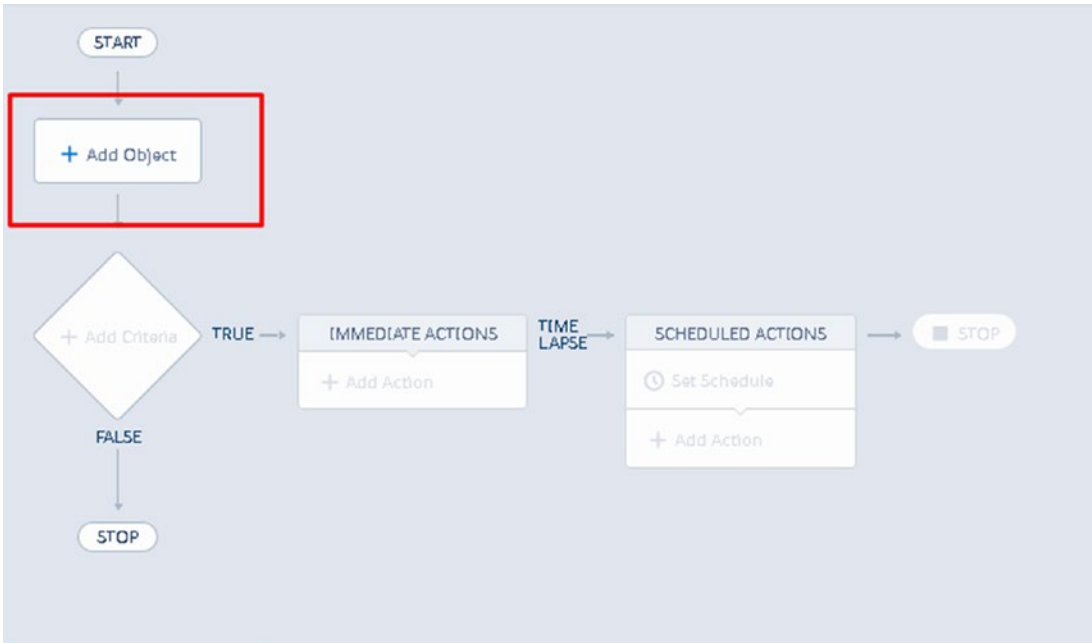 START
+ Add Object
+ Add Criteria
TRUE
IMMEDIATE ACTIONS
+ Add Action
TIME
LAPSE
SCHEDULED ACTIONS
Set Schedule
+ Add Action
STOP
FALSE
STOP